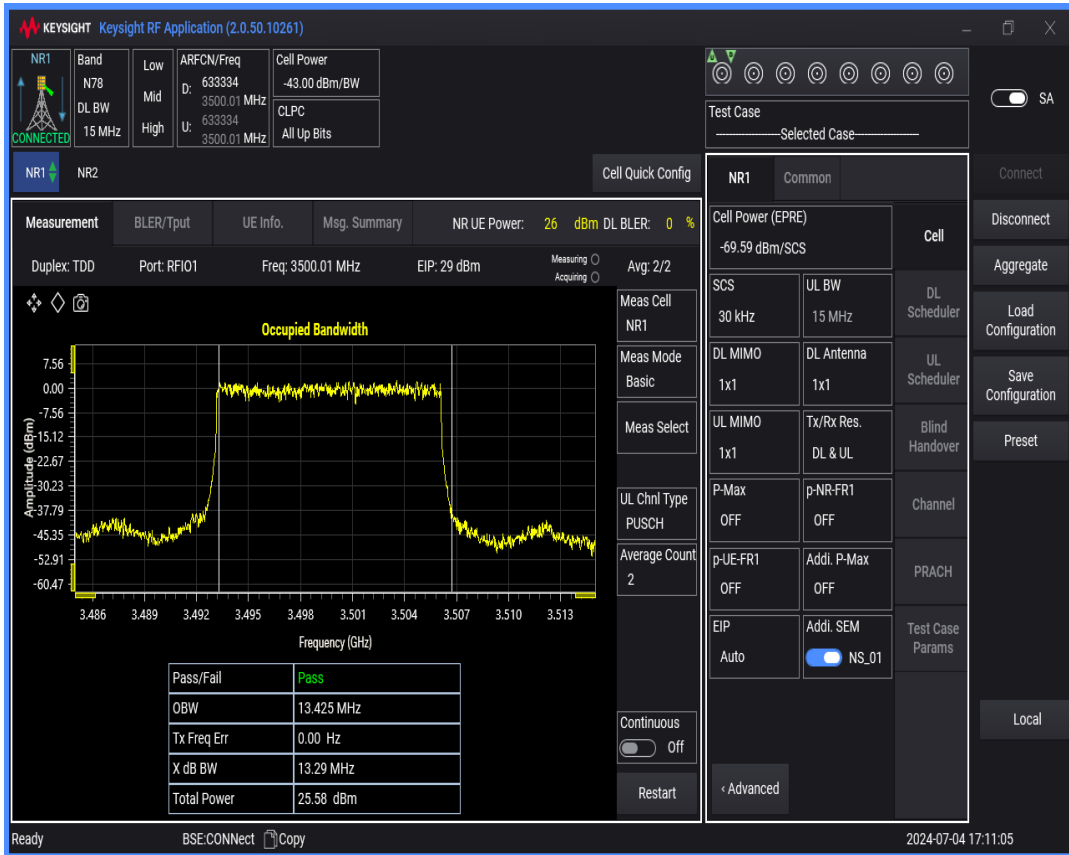 KEYSIGHT Keysight RF Application (2.0.50.10261)
NR1
CONNECTED
Band
N78
DL BW
15 MHz
Low
Mid
High
ARFCN/Freq
D: 633334
3500.01 MHz
U: 633334
3500.01 MHz
Cell Power
-43.00 dBm/BW
CLPC
All Up Bits
Test Case
----------------------Selected Case-------------------
SA
NR1 NR2 Cell Quick Config
Measurement BLER/Tput UE Info. Msg. Summary NR UE Power: 26 dBm DL BLER: 0 %
Duplex: TDD Port: RFIO1 Freq: 3500.01 MHz EIP: 29 dBm Measuring Acquiring Avg: 2/2
Occupied Bandwidth
Amplitude (dBm)
7.56
0.00
-7.56
-15.12
-22.67
-30.23
-37.79
-45.35
-52.91
-60.47
3.486 3.489 3.492 3.495 3.498 3.501 3.504 3.507 3.510 3.513
Frequency (GHz)
Pass/Fail Pass
OBW 13.425 MHz
Tx Freq Err 0.00 Hz
X dB BW 13.29 MHz
Total Power 25.58 dBm
Meas Cell
NR1
Meas Mode
Basic
Meas Select
UL Chnl Type
PUSCH
Average Count
2
Continuous
Off
Restart
NR1 Common
Cell Power (EPRE)
-69.59 dBm/SCS
SCS
30 kHz
UL BW
15 MHz
DL MIMO
1x1
DL Antenna
1x1
UL MIMO
1x1
Tx/Rx Res.
DL & UL
P-Max
OFF
p-NR-FR1
OFF
p-UE-FR1
OFF
Addi. P-Max
OFF
EIP
Auto
Addi. SEM
NS_01
‹ Advanced
Cell
DL
Scheduler
UL
Scheduler
Blind
Handover
Channel
PRACH
Test Case
Params
Connect
Disconnect
Aggregate
Load
Configuration
Save
Configuration
Preset
Local
Ready BSE:CONNect Copy 2024-07-04 17:11:05